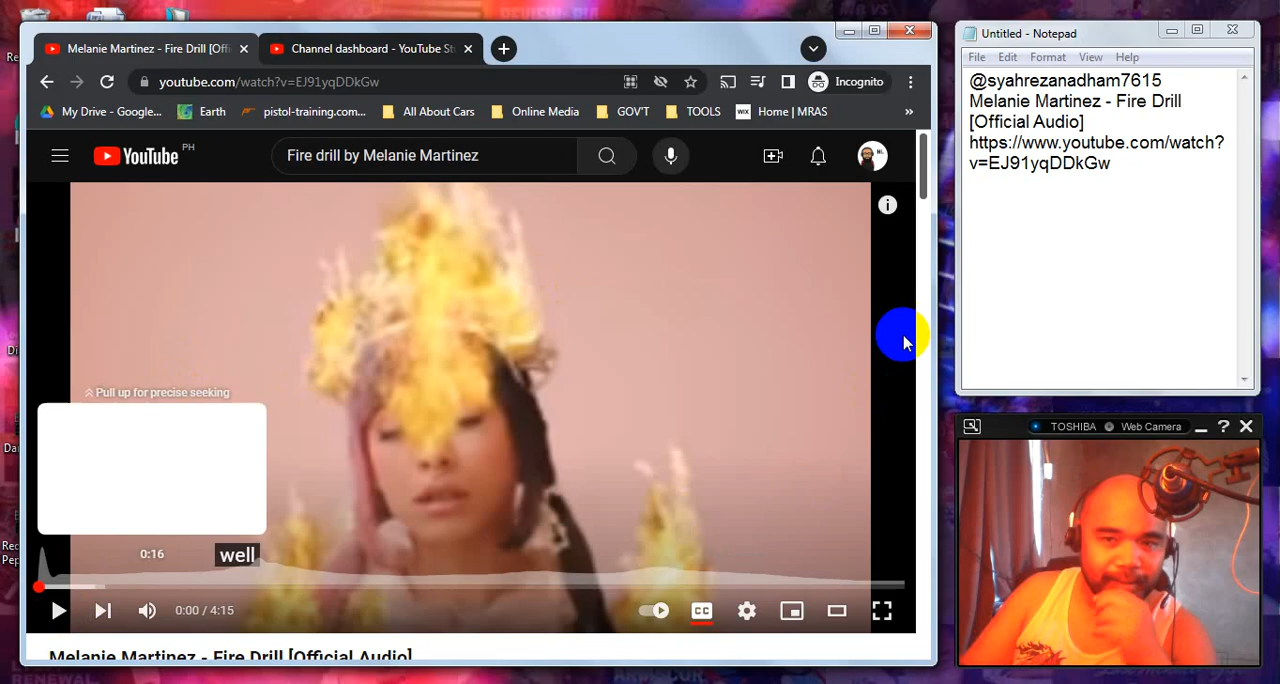 Melanie Martinez - Fire Drill [Offi
Channel dashboard - YouTube St
youtube.com/watch?v=EJ91yqDDkGw
Incognito
My Drive - Google...
Earth
pistol-training.com...
All About Cars
Online Media
GOV'T
TOOLS
WIX
Home | MRAS
»
YouTube PH
Fire drill by Melanie Martinez
Pull up for precise seeking
0:16
well
0:00 / 4:15
CC
Melanie Martinez - Fire Drill [Official Audio]
Untitled - Notepad
File Edit Format View Help
@syahrezanadham7615
Melanie Martinez - Fire Drill
[Official Audio]
https://www.youtube.com/watch?
v=EJ91yqDDkGw
TOSHIBA Web Camera
RENEWAL